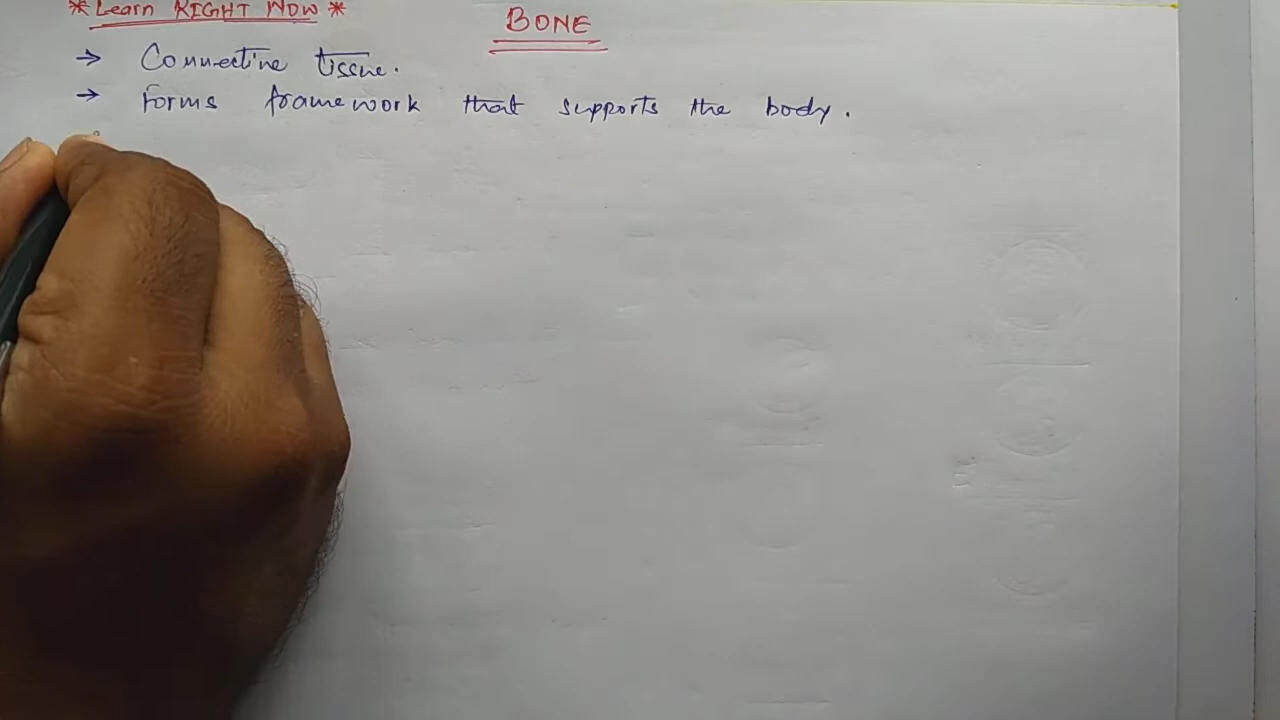 *Learn RIGHT NOW*
BONE
→ Connective tissue.
→ Forms framework that supports the body.